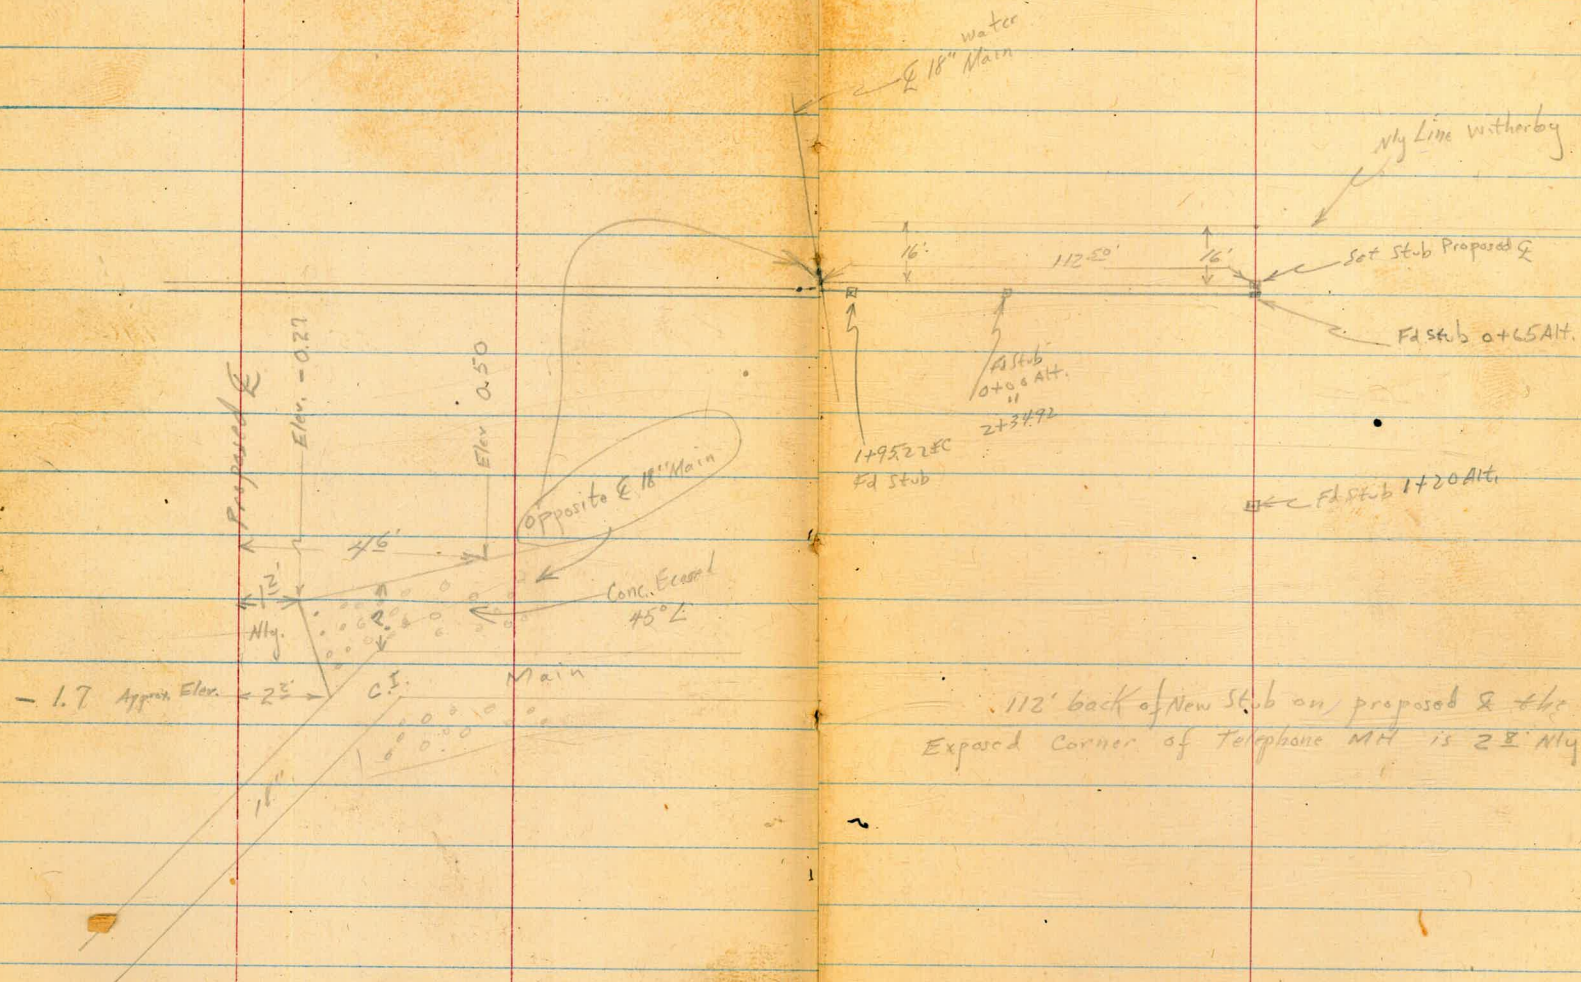 water
℄ 18" Main
Nly Line Witherby
16'
112.50'
16'
Set Stub Proposed ℄
Fd Stub 0+65 Alt.
Fd Stub
0+00 Alt.
"
2+34.92
1+95.22 EC
Fd Stub
Fd Stub 1+20 Alt.
Proposed ℄
Elev. -0.27
Elev 0.50
opposite ℄ 18" Main
4.6'
1.2'
Nly.
?
Conc. Encased
45° L
- 1.7 Approx. Elev.
2.2'
C.I. Main
18"
112' back of New Stub on proposed ℄ the
Exposed Corner of Telephone MH is 2.8' Nly